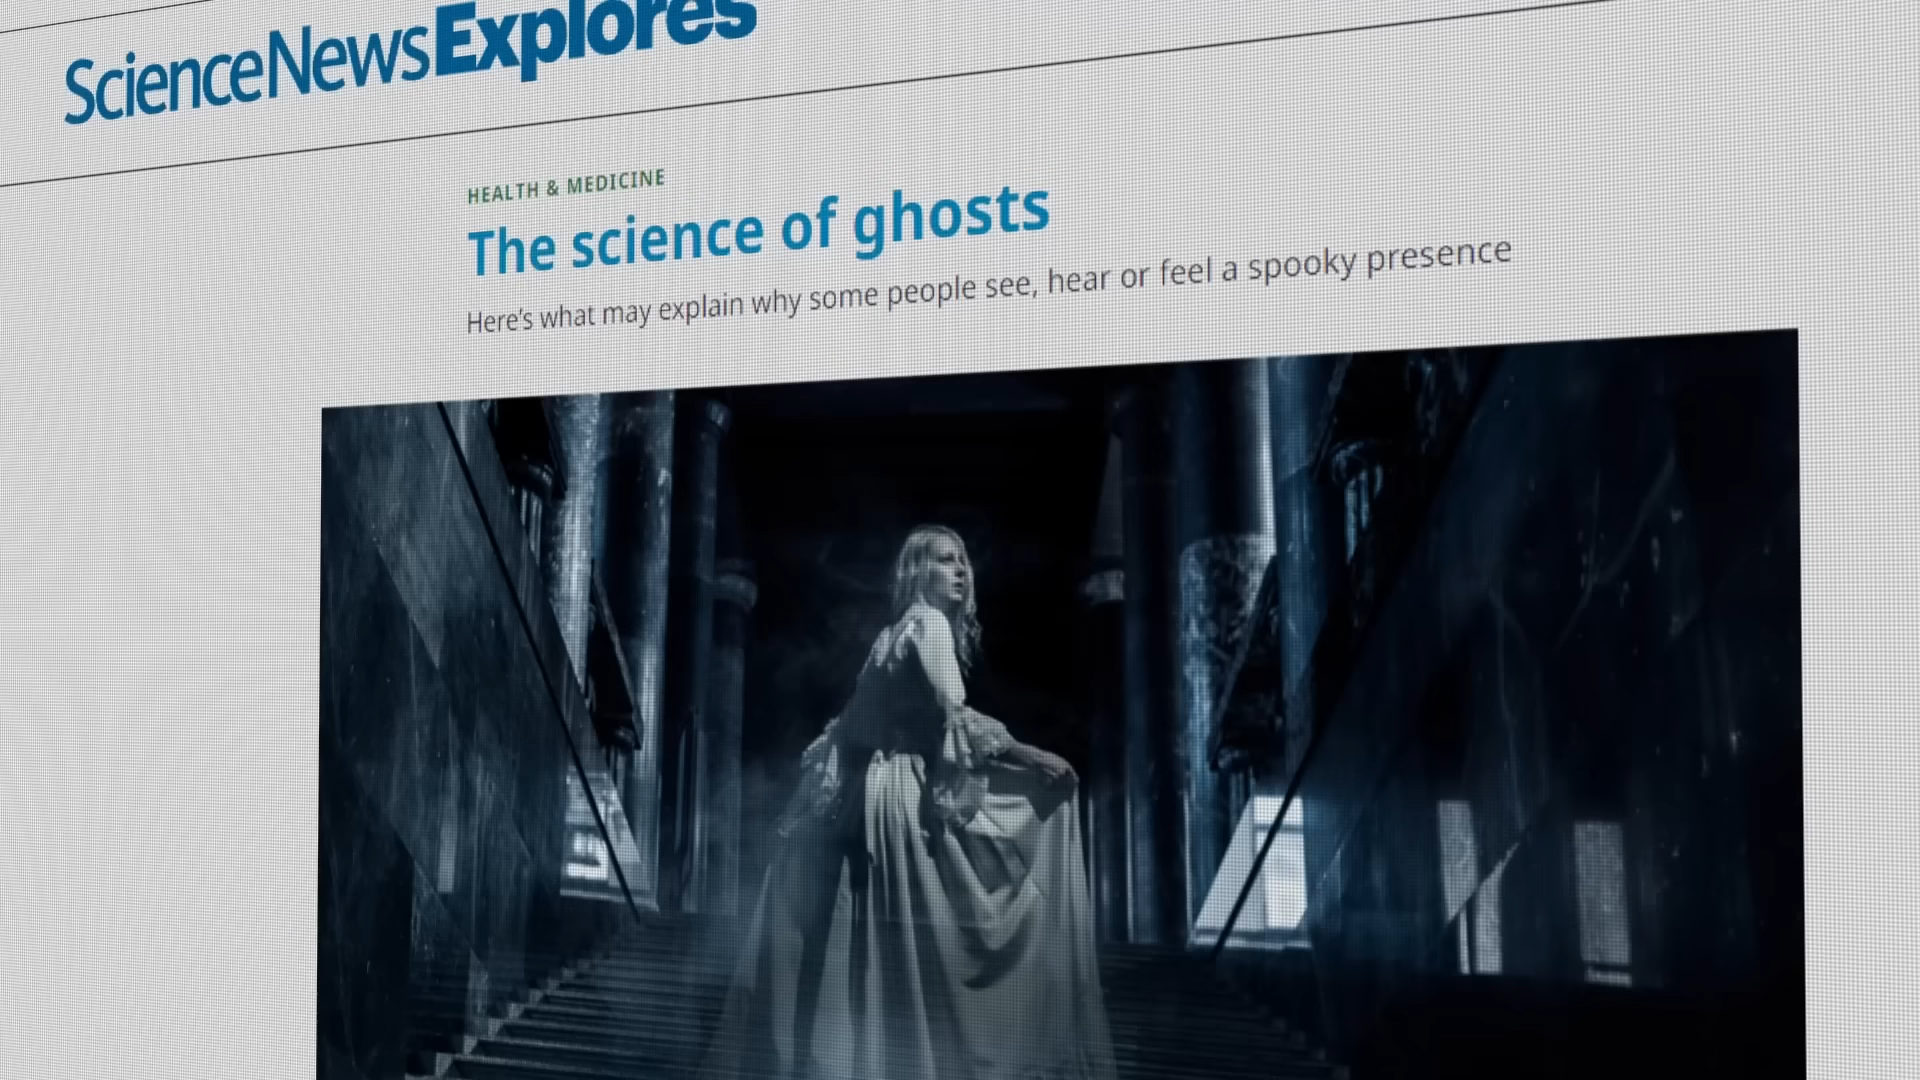 ScienceNewsExplores
HEALTH & MEDICINE
The science of ghosts
Here's what may explain why some people see, hear or feel a spooky presence